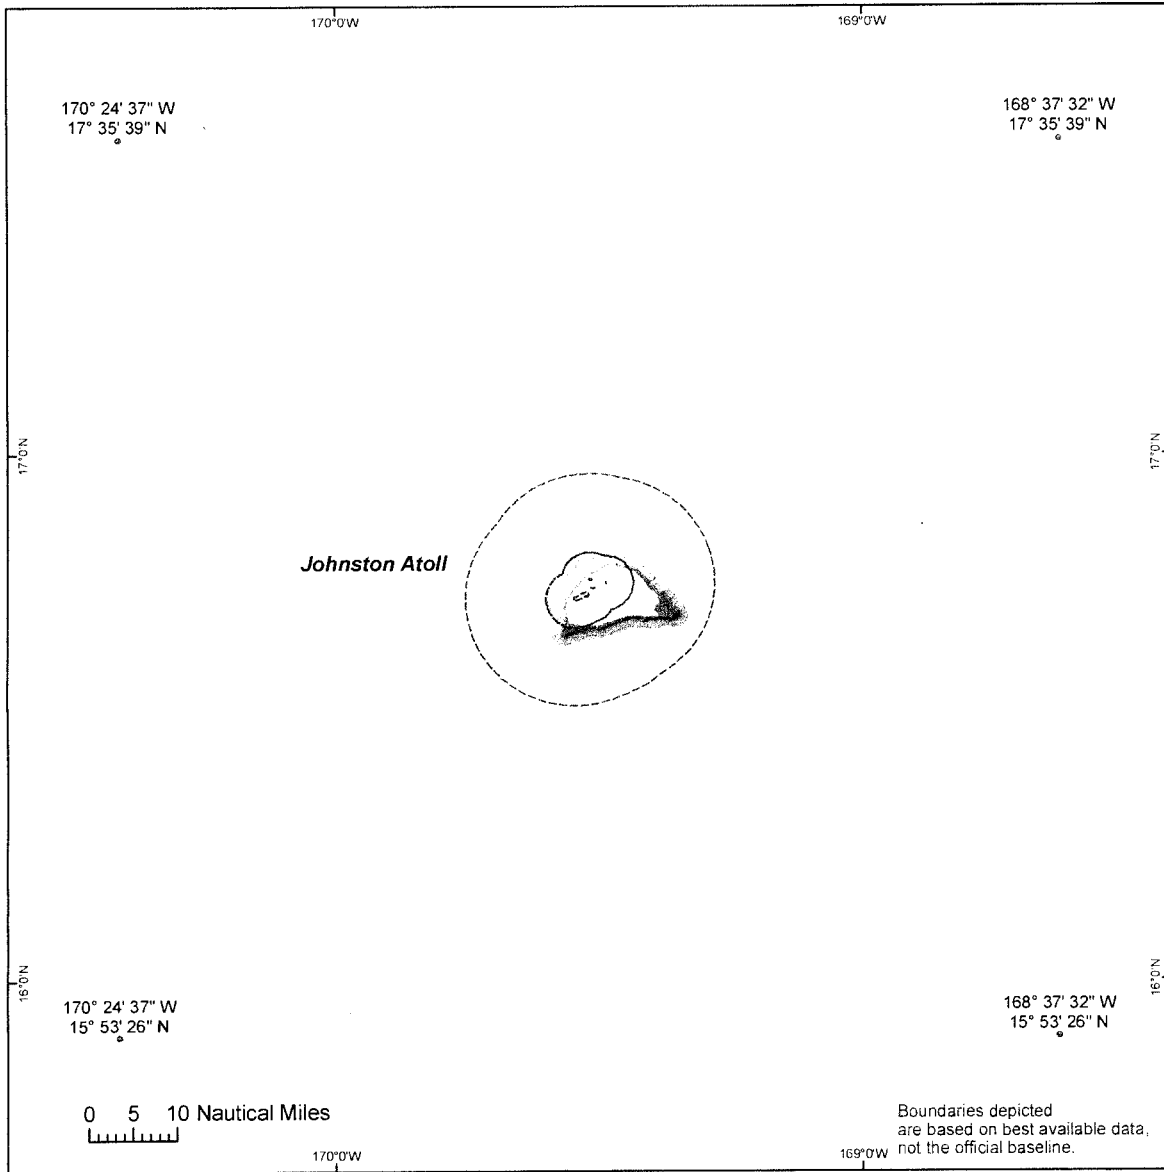 170°0'W
169°0'W
170° 24' 37" W
17° 35' 39" N
168° 37' 32" W
17° 35' 39" N
17°0'N
17°0'N
Johnston Atoll
16°0'N
16°0'N
170° 24' 37" W
15° 53' 26" N
168° 37' 32" W
15° 53' 26" N
0 5 10 Nautical Miles
Boundaries depicted
are based on best available data,
not the official baseline.
170°0'W
169°0'W